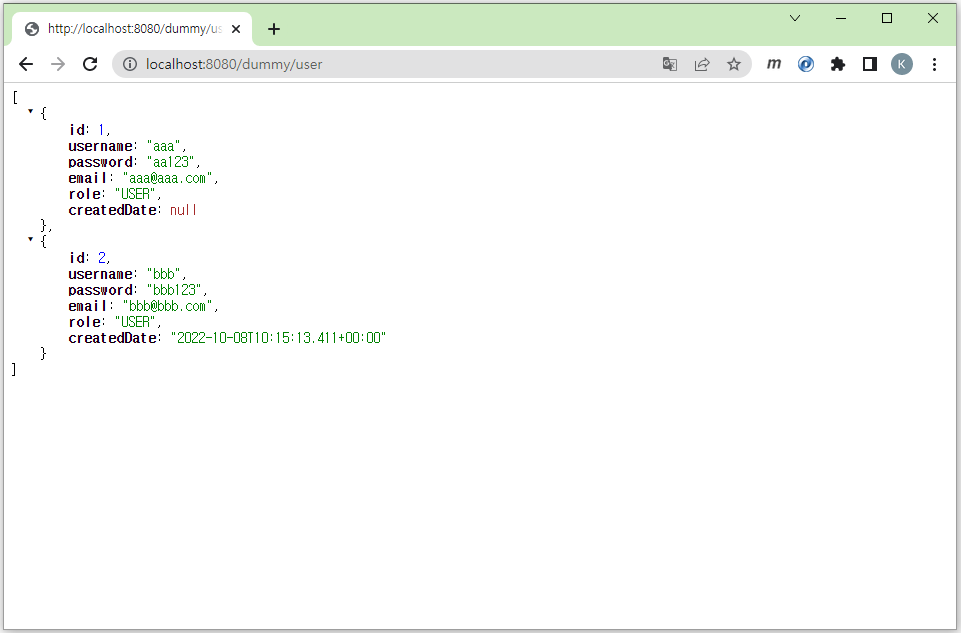 http://localhost:8080/dummy/us
localhost:8080/dummy/user
m
K
[
{
id: 1,
username: "aaa",
password: "aa123",
email: "aaa@aaa.com",
role: "USER",
createdDate: null
},
{
id: 2,
username: "bbb",
password: "bbb123",
email: "bbb@bbb.com",
role: "USER",
createdDate: "2022-10-08T10:15:13.411+00:00"
}
]